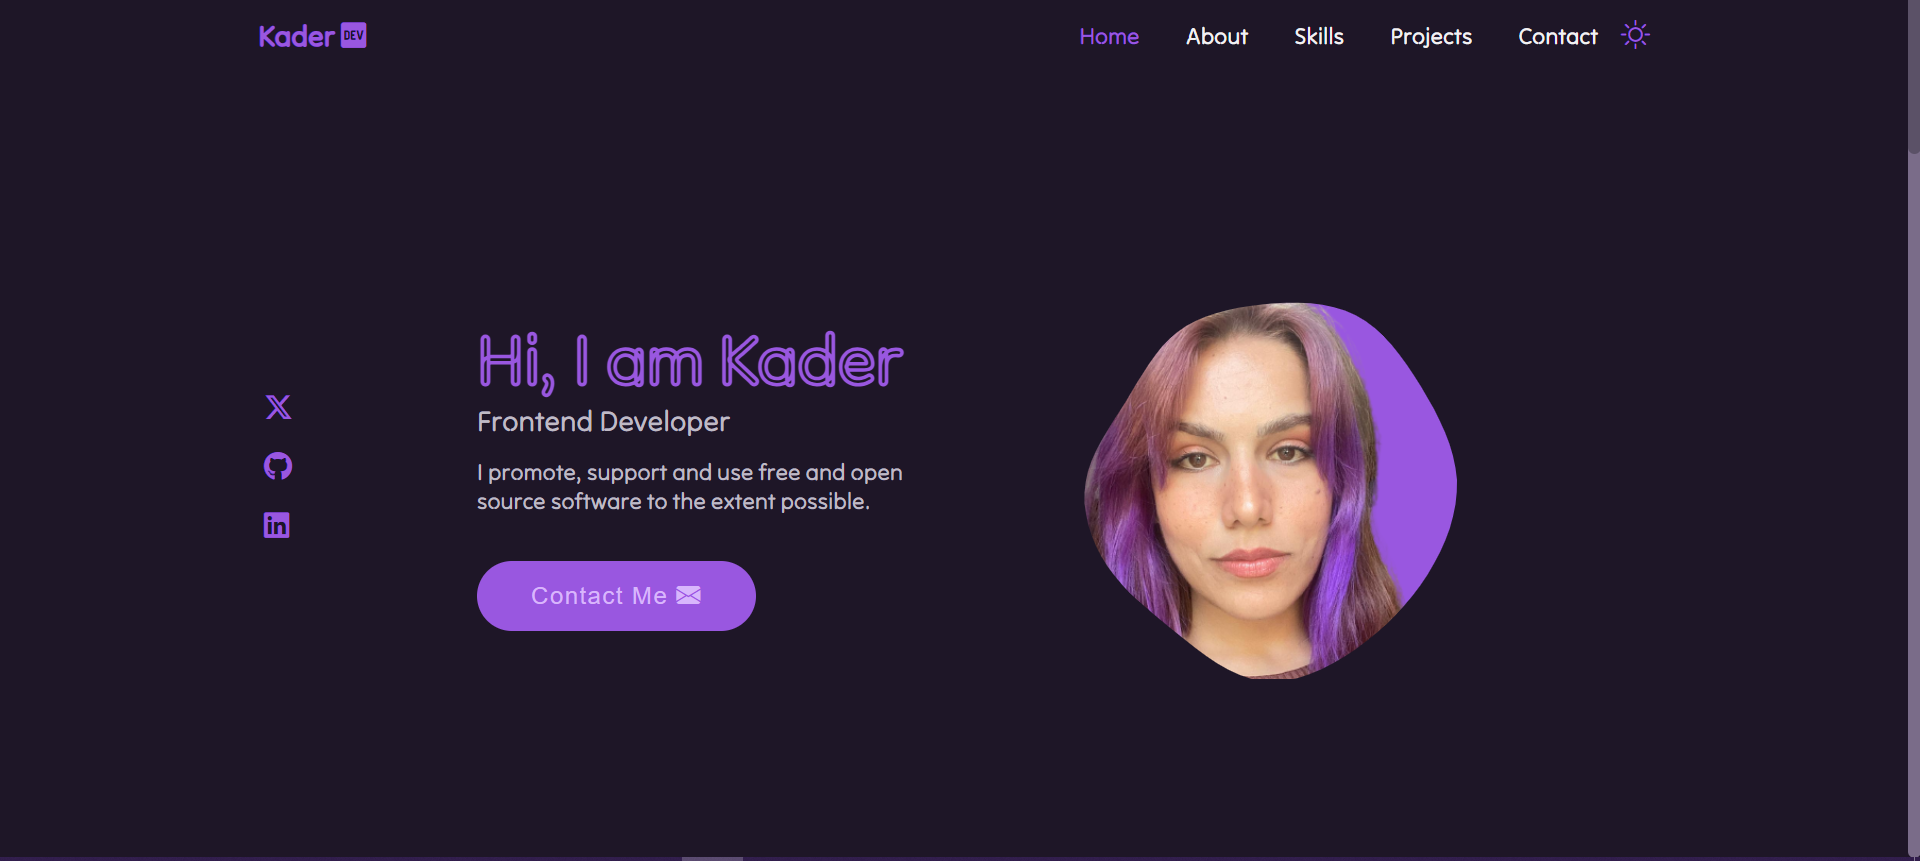 Kader DEV
Home
About
Skills
Projects
Contact
Hi, I am Kader
Frontend Developer
I promote, support and use free and open
source software to the extent possible.
in
Contact Me